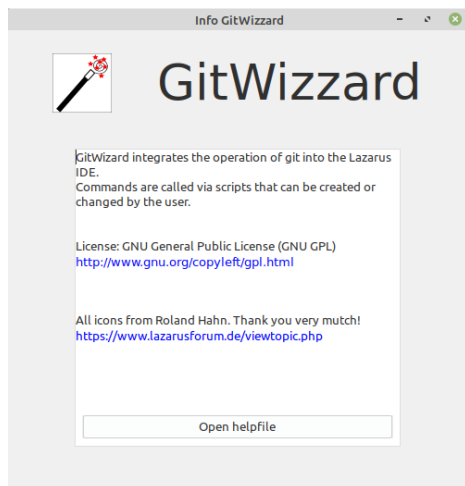 Info GitWizzard
GitWizzard
GitWizard integrates the operation of git into the Lazarus
IDE.
Commands are called via scripts that can be created or
changed by the user.
License: GNU General Public License (GNU GPL)
http://www.gnu.org/copyleft/gpl.html
All icons from Roland Hahn. Thank you very mutch!
https://www.lazarusforum.de/viewtopic.php
Open helpfile